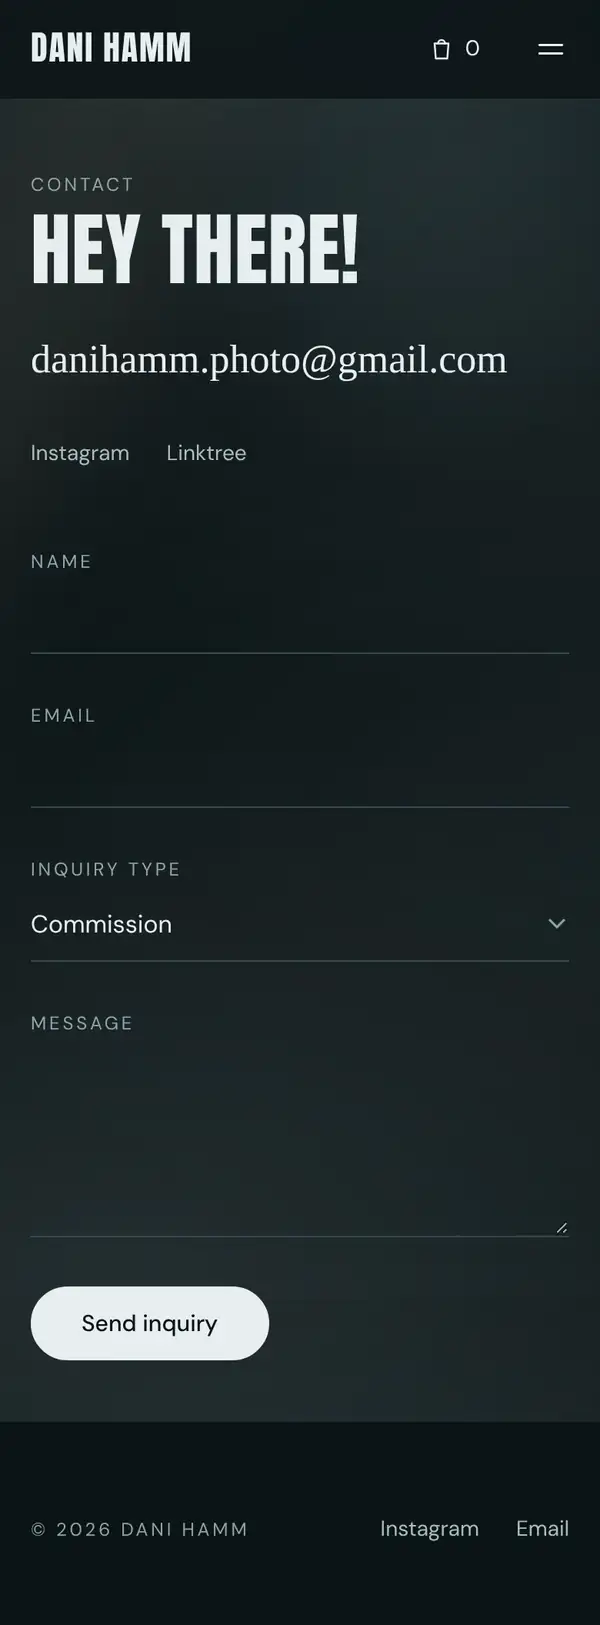 DANI HAMM
0
CONTACT
HEY THERE!
danihamm.photo@gmail.com
Instagram Linktree
NAME
EMAIL
INQUIRY TYPE
Commission
MESSAGE
Send inquiry
© 2026 DANI HAMM Instagram Email